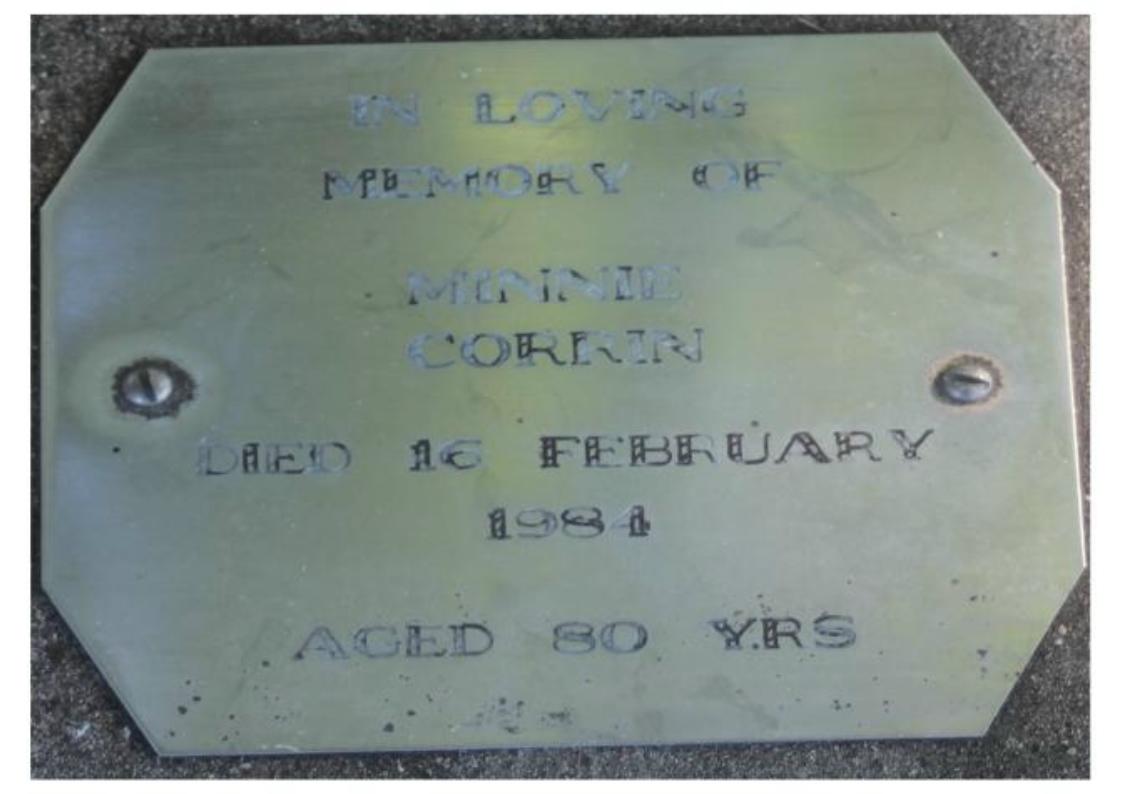 IN LOVING
MEMORY OF
MINNIE
CORRIN
DIED 16 FEBRUARY
1984
AGED 80 YRS